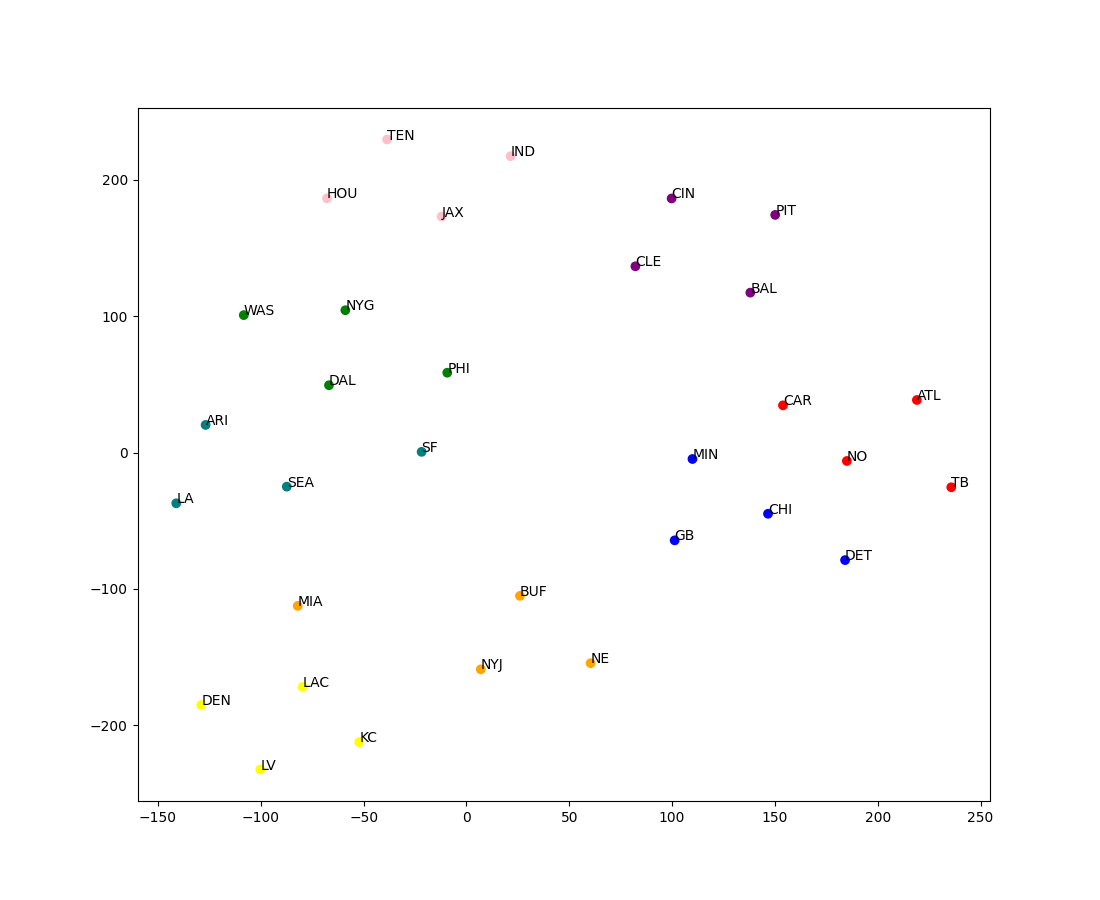 TEN
IND
200
HOU
CIN
JAX
PIT
CLE
BAL
100
WAS
NYG
DAL
PHI
CAR
ATL
ARI
0
SF
MIN
NO
LA
SEA
TB
CHI
GB
DET
−100
MIA
BUF
NYJ
NE
DEN
LAC
−200
KC
LV
−150 −100 −50 0 50 100 150 200 250